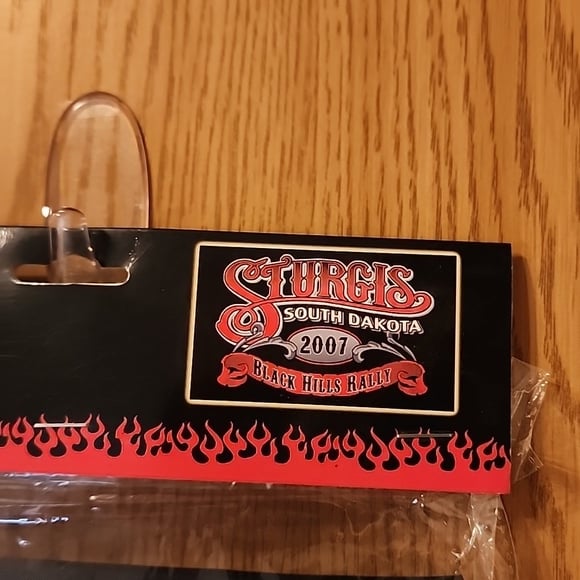 STURGIS
SOUTH DAKOTA
2007
BLACK HILLS RALLY